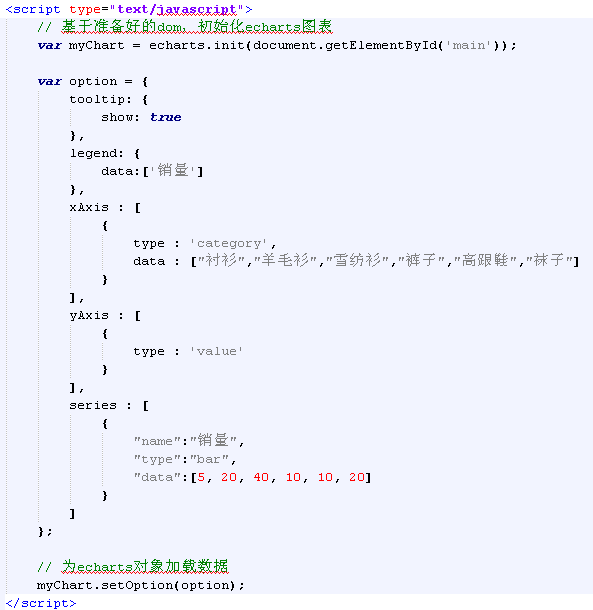 <script type="text/javascript">
// 基于准备好的dom，初始化echarts图表
var myChart = echarts.init(document.getElementById('main'));
var option = {
tooltip: {
show: true
},
legend: {
data:['销量']
},
xAxis : [
{
type : 'category',
data : ["衬衫","羊毛衫","雪纺衫","裤子","高跟鞋","袜子"]
}
],
yAxis : [
{
type : 'value'
}
],
series : [
{
"name":"销量",
"type":"bar",
"data":[5, 20, 40, 10, 10, 20]
}
]
};
// 为echarts对象加载数据
myChart.setOption(option);
</script>